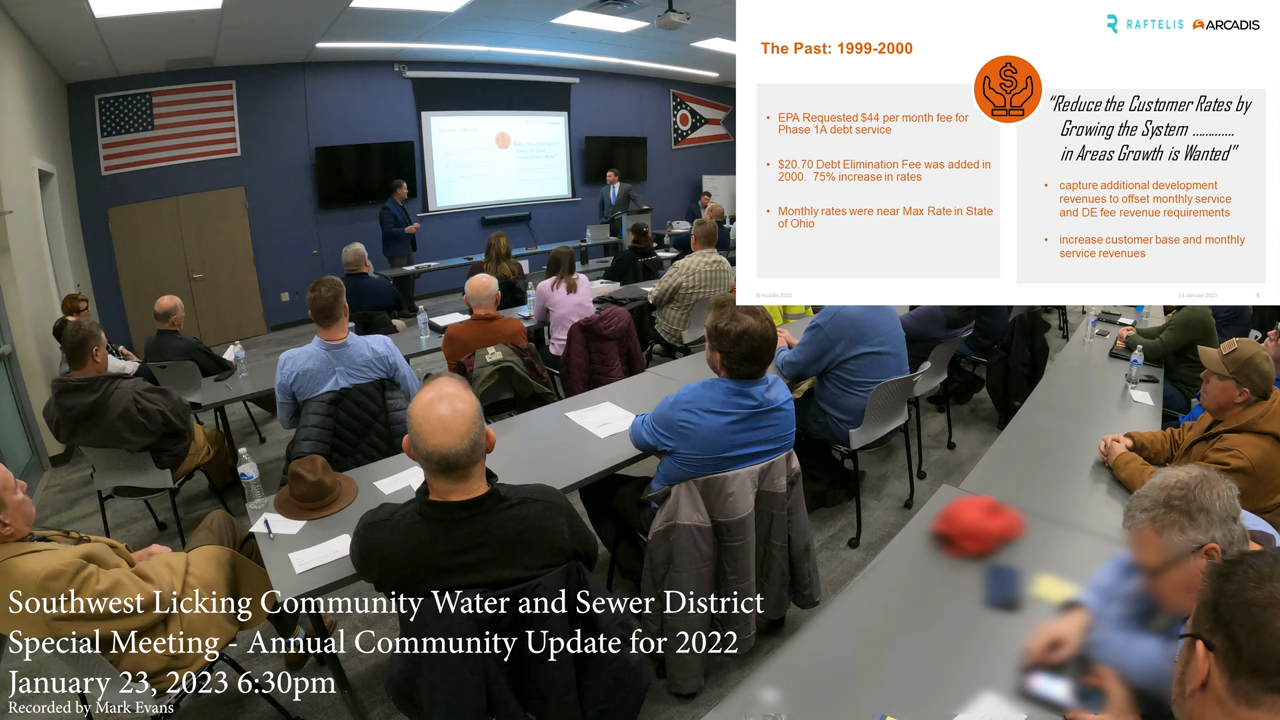 RAFTELIS ARCADIS
The Past: 1999-2000
• EPA Requested $44 per month fee for
Phase 1A debt service
• $20.70 Debt Elimination Fee was added in
2000. 75% increase in rates
• Monthly rates were near Max Rate in State
of Ohio
$
"Reduce the Customer Rates by
Growing the System .............
in Areas Growth is Wanted"
• capture additional development
revenues to offset monthly service
and DE fee revenue requirements
• increase customer base and monthly
service revenues
© Arcadis 2022
24 January 2023
Southwest Licking Community Water and Sewer District
Special Meeting - Annual Community Update for 2022
January 23, 2023 6:30pm
Recorded by Mark Evans